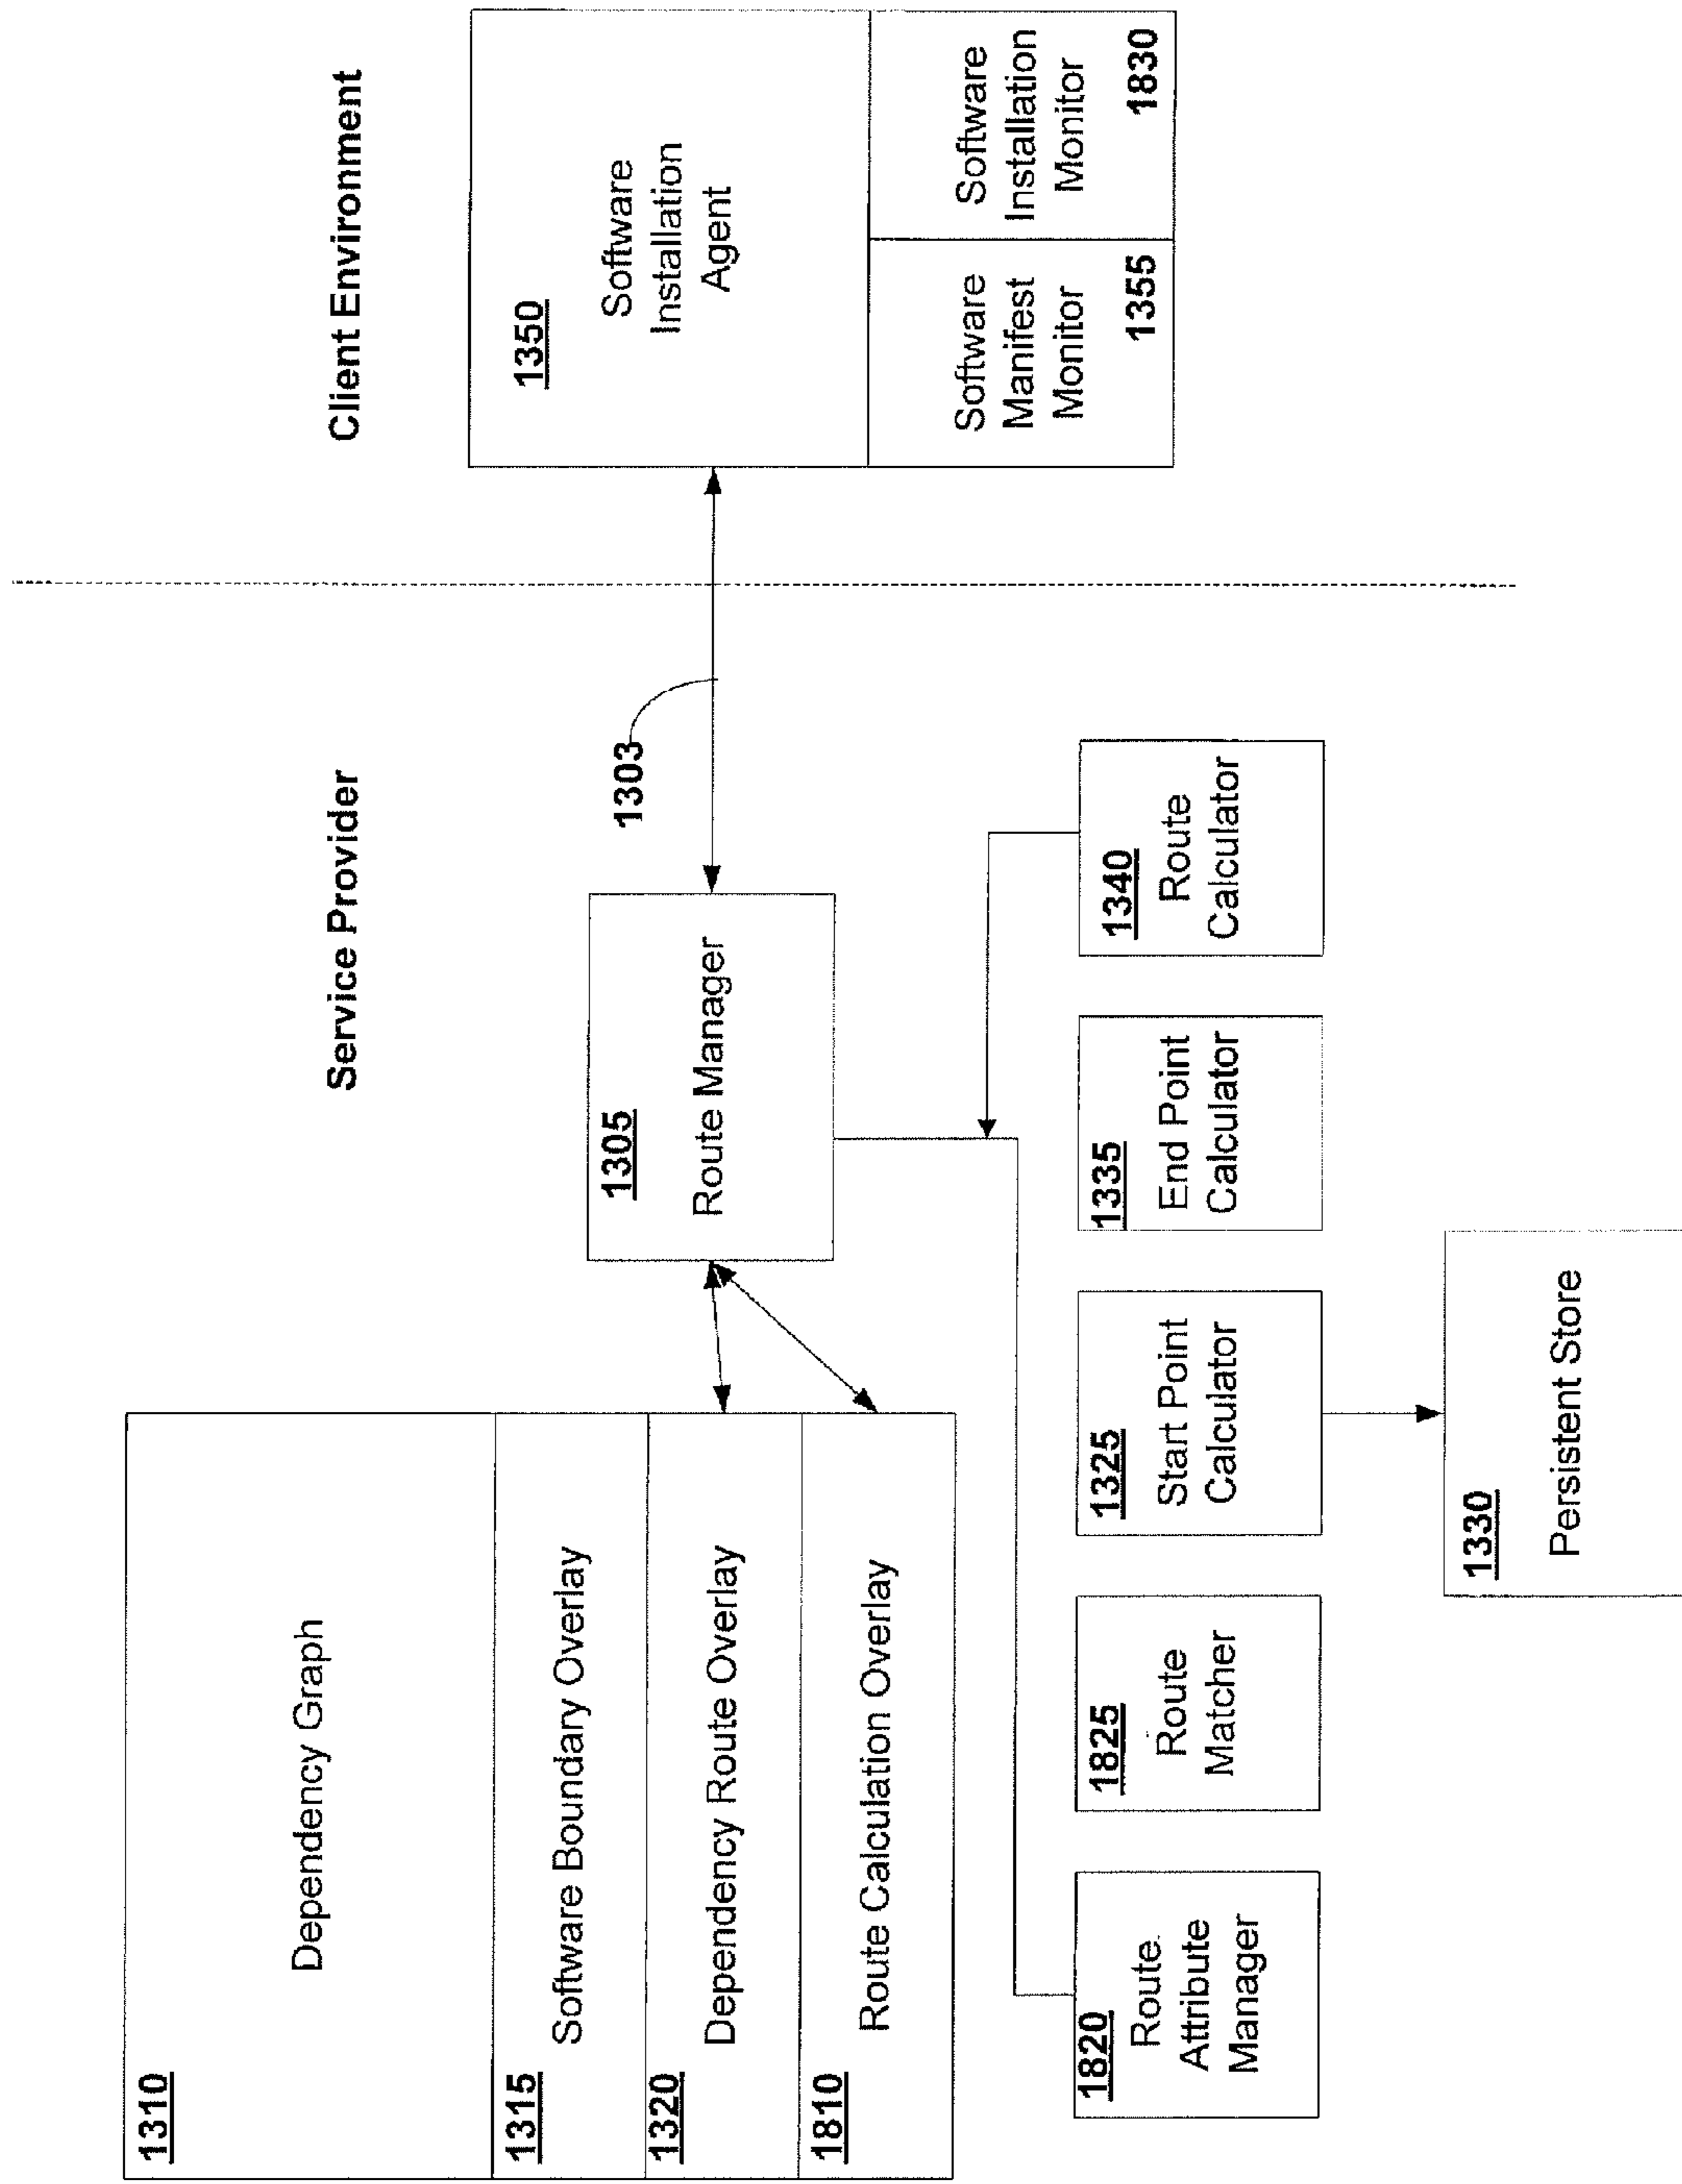 Service Provider
Client Environment
1310
Dependency Graph
1315
Software Boundary Overlay
1320
Dependency Route Overlay
1810
Route Calculation Overlay
1305
Route Manager
1303
1350
Software
Installation
Agent
Software
Manifest
Monitor
1355
Software
Installation
Monitor
1830
1820
Route
Attribute
Manager
1825
Route
Matcher
1325
Start Point
Calculator
1335
End Point
Calculator
1340
Route
Calculator
1330
Persistent Store